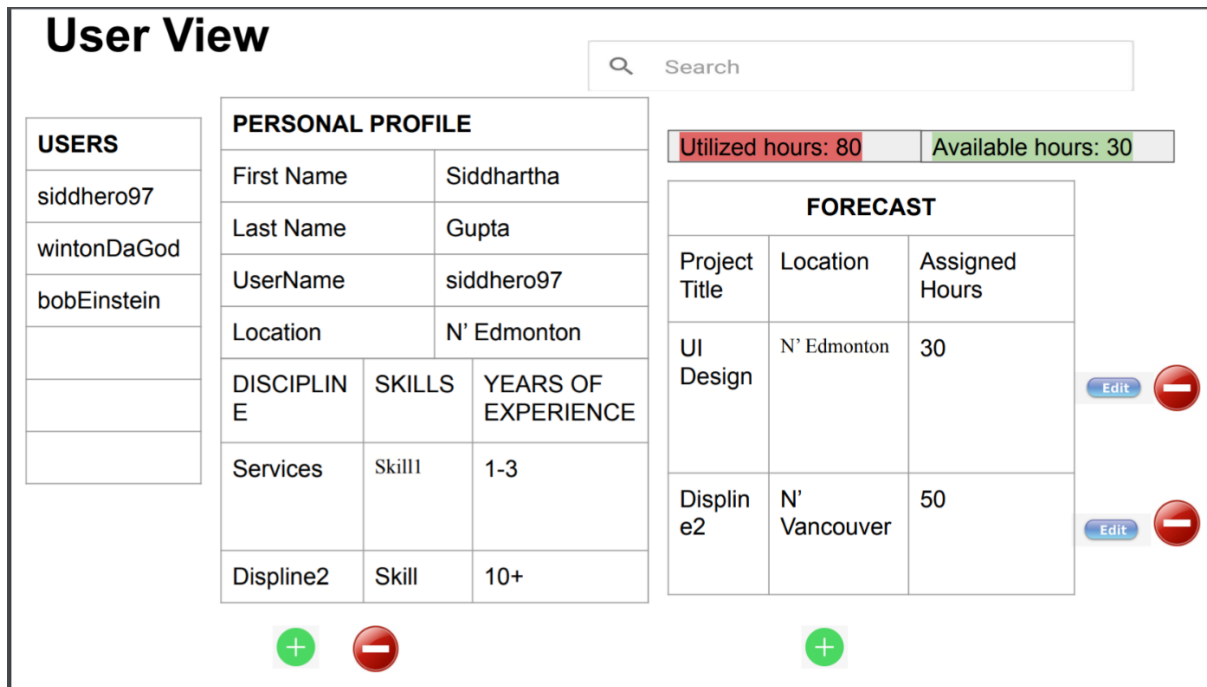 User View
Search
USERS
siddhero97
wintonDaGod
bobEinstein
PERSONAL PROFILE
First Name Siddhartha
Last Name Gupta
UserName siddhero97
Location N’ Edmonton
DISCIPLIN SKILLS YEARS OF
E EXPERIENCE
Services Skill1 1-3
Displine2 Skill 10+
Utilized hours: 80 Available hours: 30
FORECAST
Project Location Assigned
Title Hours
UI N’ Edmonton 30
Design
Edit
Displin N’ 50
e2 Vancouver
Edit